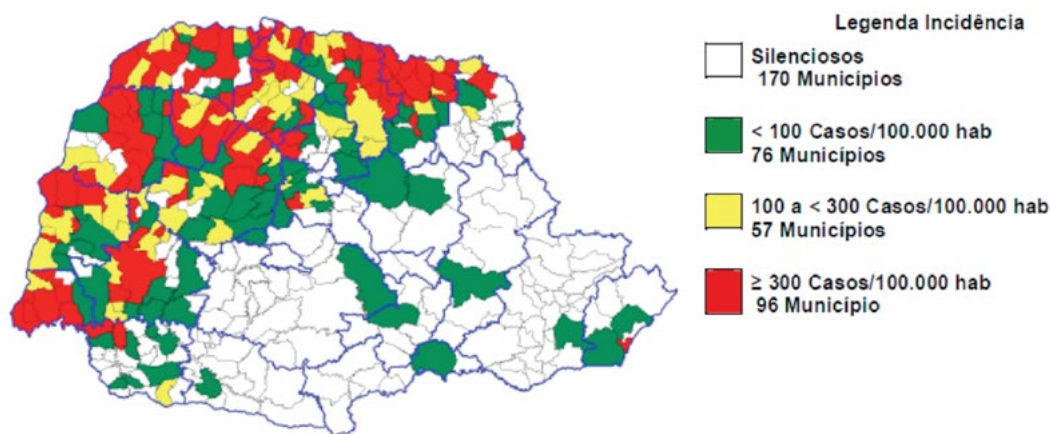 Legenda Incidência
Silenciosos
170 Municípios
< 100 Casos/100.000 hab
76 Municípios
100 a < 300 Casos/100.000 hab
57 Municípios
≥ 300 Casos/100.000 hab
96 Município